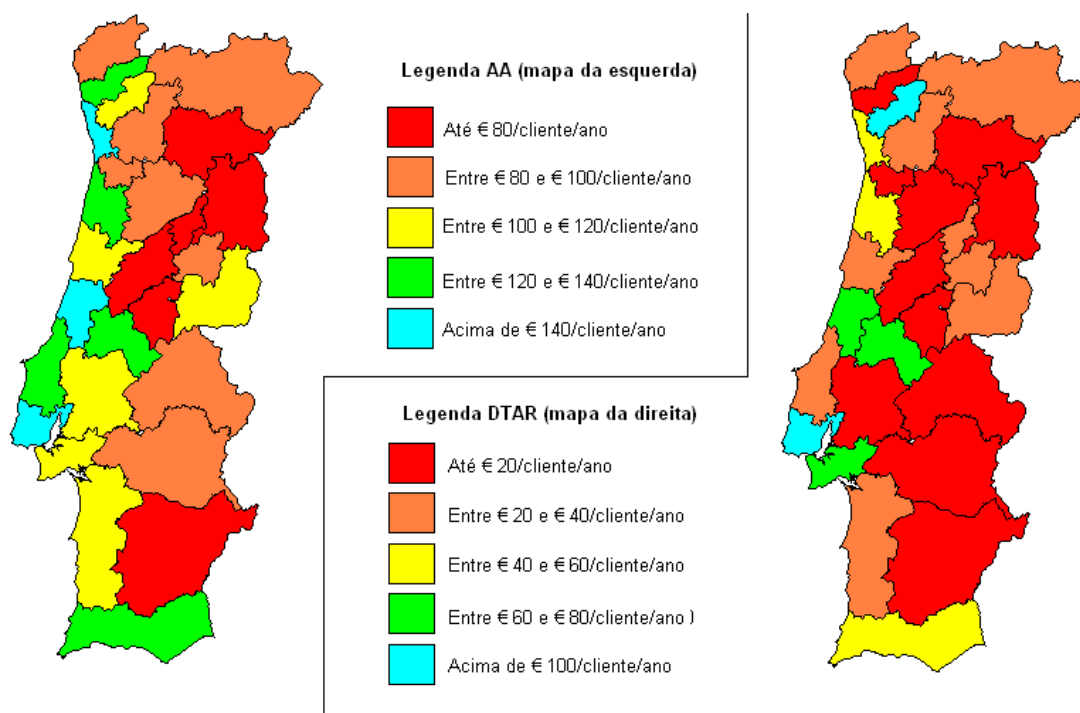 Legenda AA (mapa da esquerda)
Até € 80/cliente/ano
Entre € 80 e € 100/cliente/ano
Entre € 100 e € 120/cliente/ano
Entre € 120 e € 140/cliente/ano
Acima de € 140/cliente/ano
Legenda DTAR (mapa da direita)
Até € 20/cliente/ano
Entre € 20 e € 40/cliente/ano
Entre € 40 e € 60/cliente/ano
Entre € 60 e € 80/cliente/ano )
Acima de € 100/cliente/ano